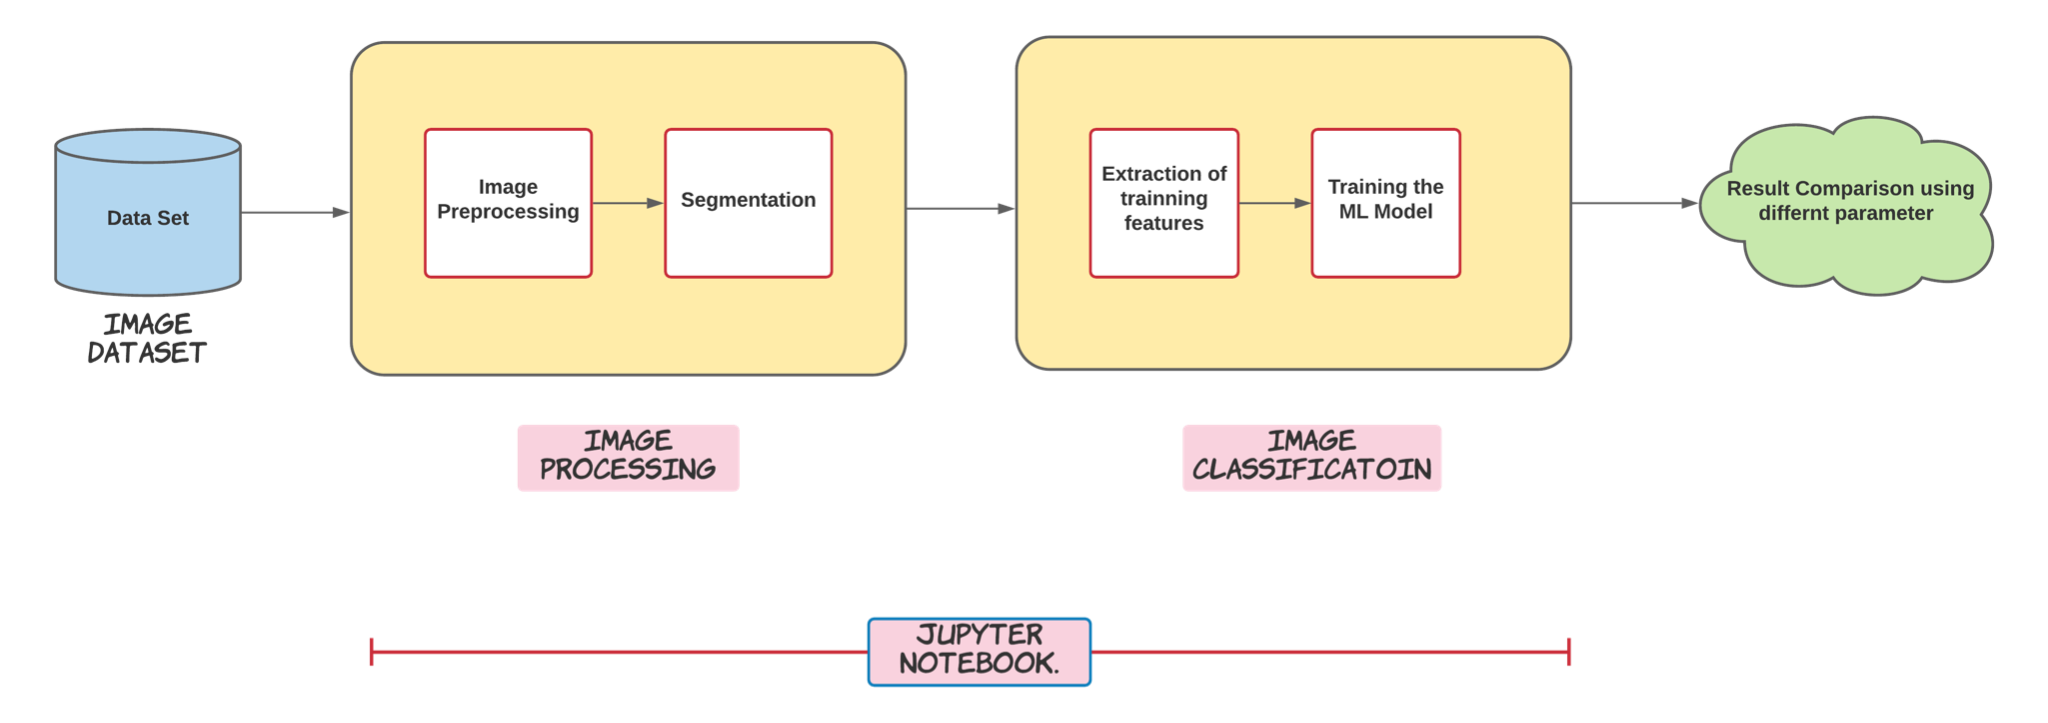 Data Set
IMAGE
DATASET
Image
Preprocessing
Segmentation
IMAGE
PROCESSING
Extraction of
trainning
features
Training the
ML Model
IMAGE
CLASSIFICATOIN
Result Comparison using
differnt parameter
JUPYTER
NOTEBOOK.